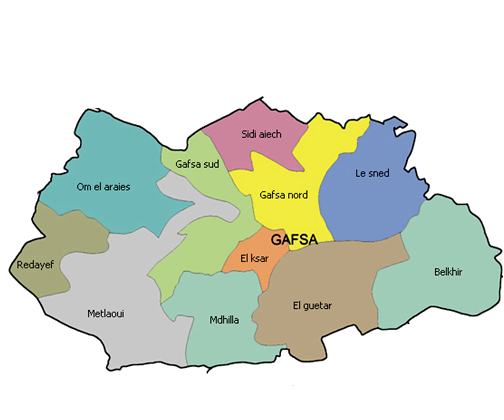 Sidi aiech
Gafsa sud
Le sned
Om el araies
Gafsa nord
GAFSA
El ksar
Redayef
Belkhir
El guetar
Metlaoui
Mdhilla